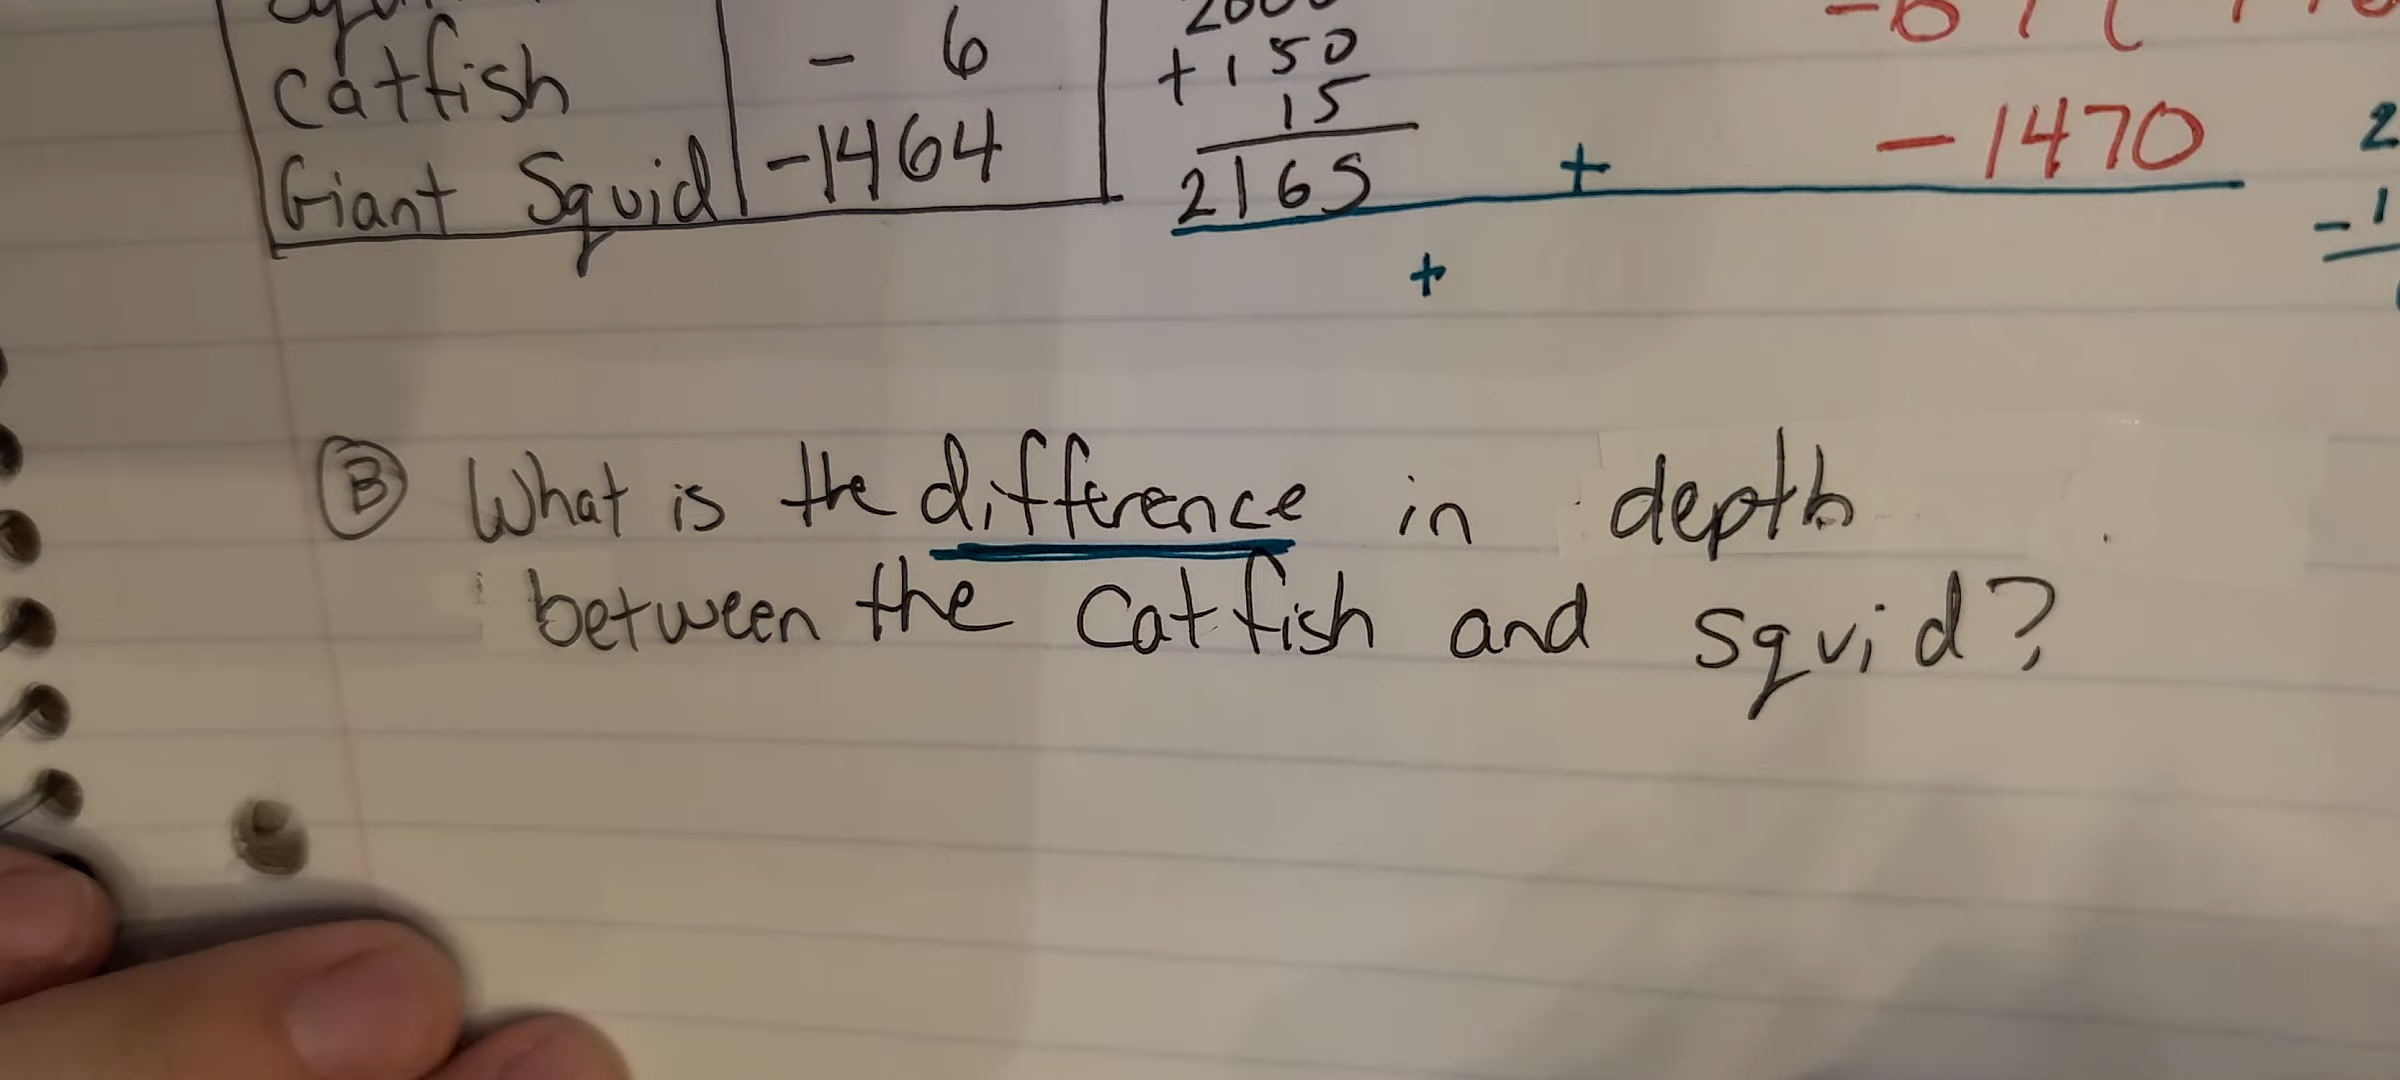 Catfish - 6
Giant Squid -1464
+150
15
2165
+ -1470
+
B What is the difference in depth
between the catfish and squid?